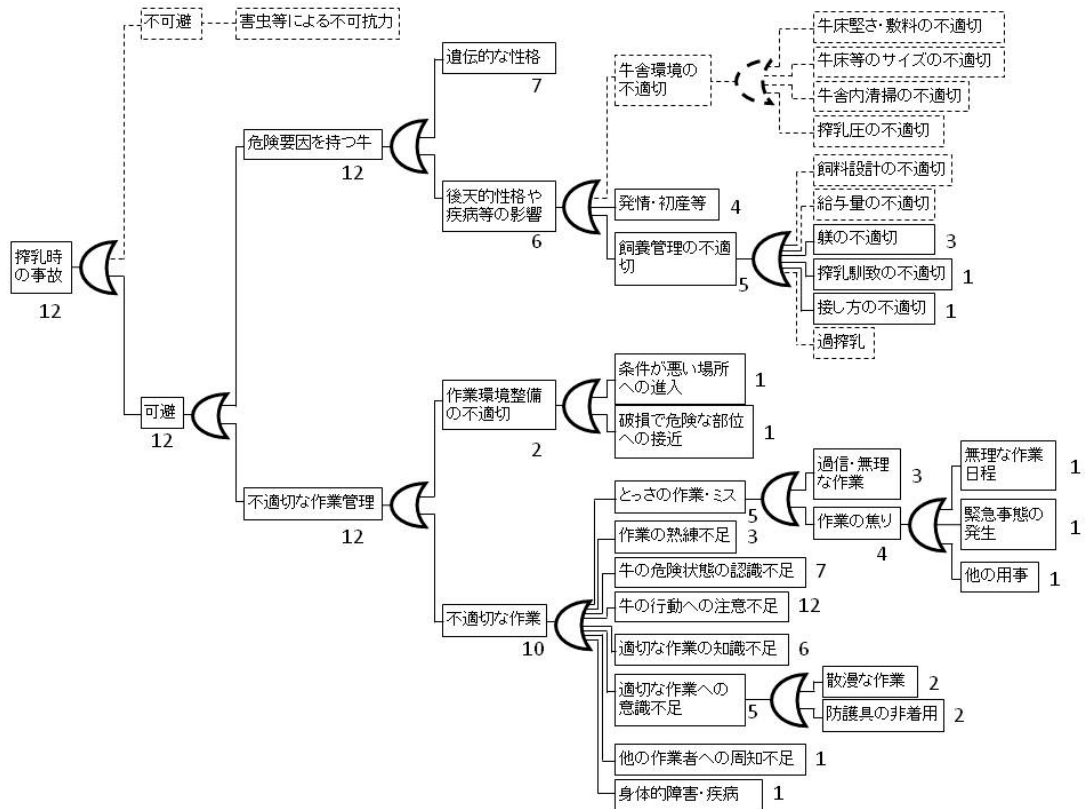 不可避
害虫等による不可抗力
牛床堅さ・敷料の不適切
遺伝的な性格
7
牛舎環境の
不適切
牛床等のサイズの不適切
牛舎内清掃の不適切
搾乳圧の不適切
危険要因を持つ牛
12
後天的性格や
疾病等の影響
6
発情・初産等
4
飼養管理の不適
切
5
飼料設計の不適切
給与量の不適切
躾の不適切
3
搾乳馴致の不適切
1
接し方の不適切
1
過搾乳
搾乳時
の事故
12
可避
12
作業環境整備
の不適切
2
条件が悪い場所
への進入
1
破損で危険な部位
への接近
1
不適切な作業管理
12
とっさの作業・ミス
5
過信・無理
な作業
3
作業の焦り
4
無理な作業
日程
1
緊急事態の
発生
1
他の用事
1
作業の熟練不足
3
牛の危険状態の認識不足
7
牛の行動への注意不足
12
不適切な作業
10
適切な作業の知識不足
6
適切な作業への
意識不足
5
散漫な作業
2
防護具の非着用
2
他の作業者への周知不足
1
身体的障害・疾病
1